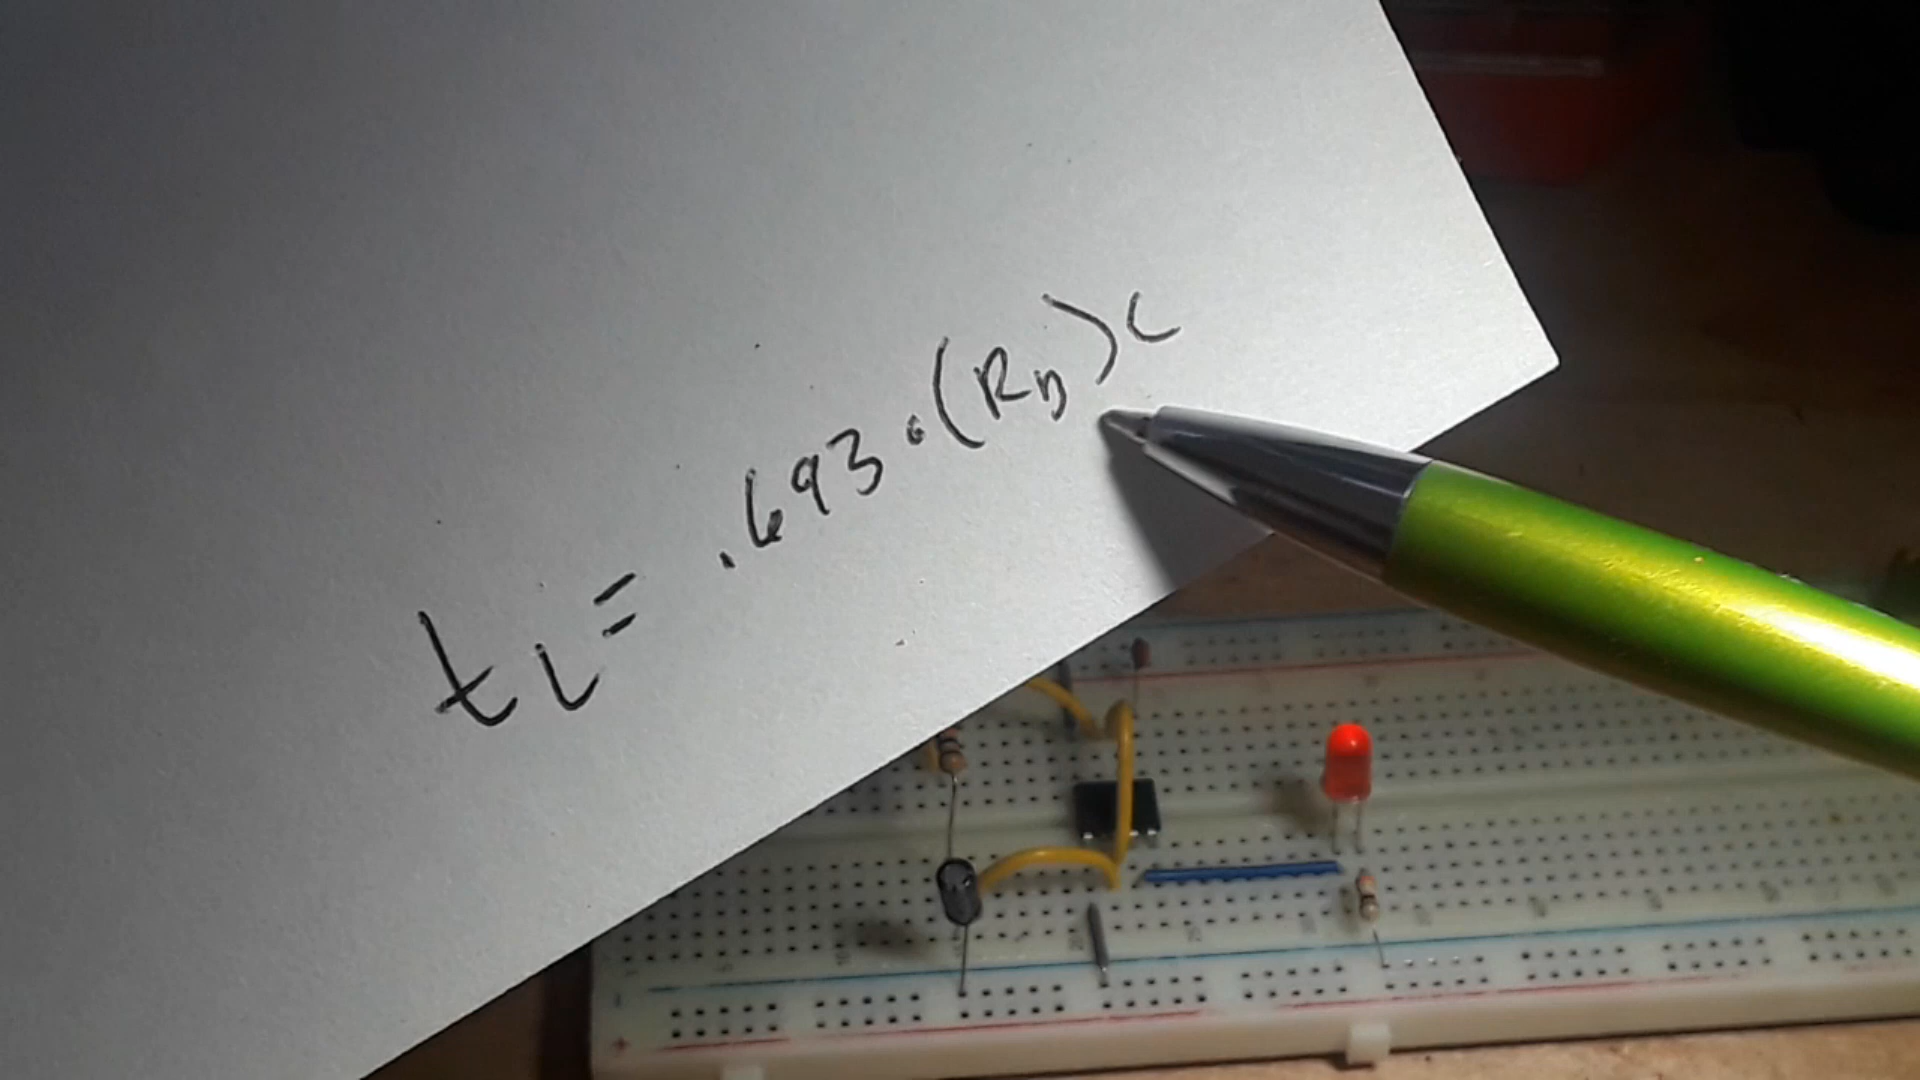 tL = .693 • (RB)C